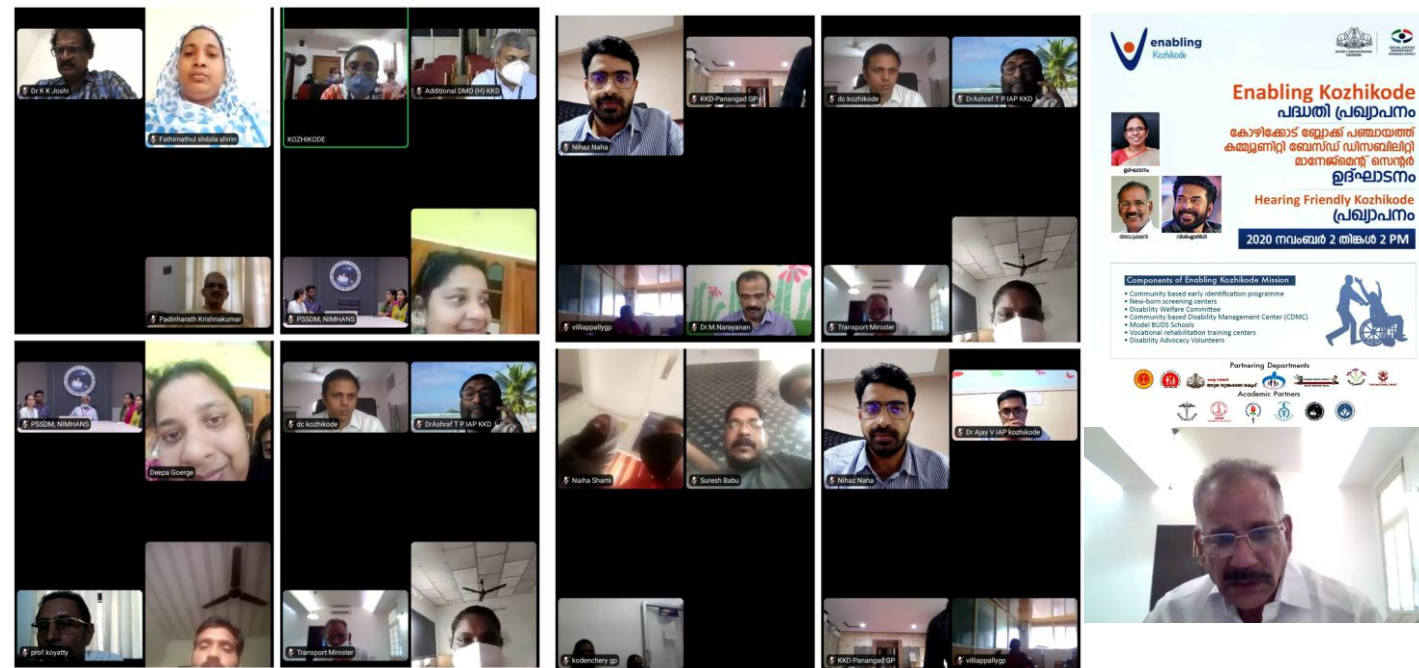 Dr K K Joshi
Fathimathul shibila shirin
Padinharath Krishnakumar
KOZHIKODE
Additional DMO (H) KKD
PSSDM, NIMHANS
Nihaz Naha
KKD-Panangad GP
villiappallygp
Dr.M.Narayanan
dc kozhikode
DrAshraf T P IAP KKD
Transport Minister
PSSDM, NIMHANS
Deepa Goerge
prof.koyatty
dc kozhikode
DrAshraf T P IAP KKD
Transport Minister
Naiha Shami
Suresh Babu
kodenchery gp
Nihaz Naha
Dr Ajay V IAP kozhikode
KKD-Panangad GP
villiappallygp
enabling
Kozhikode
Enabling Kozhikode
പദ്ധതി പ്രഖ്യാപനം
കോഴിക്കോട് ബ്ലോക്ക് പഞ്ചായത്ത്
കമ്മ്യൂണിറ്റി ബേസ്ഡ് ഡിസബിലിറ്റി
മാനേജ്മെന്റ് സെന്റർ
ഉദ്ഘാടനം
ഉദ്ഘാടനം
Hearing Friendly Kozhikode
പ്രഖ്യാപനം
2020 നവംബർ 2 തിങ്കൾ 2 PM
Components of Enabling Kozhikode Mission
• Community based early identification programme
• New-born screening centers
• Disability Welfare Committee
• Community based Disability Management Center (CDMC)
• Model BUDS Schools
• Vocational rehabilitation training centers
• Disability Advocacy Volunteers
Partnering Departments
Academic Partners